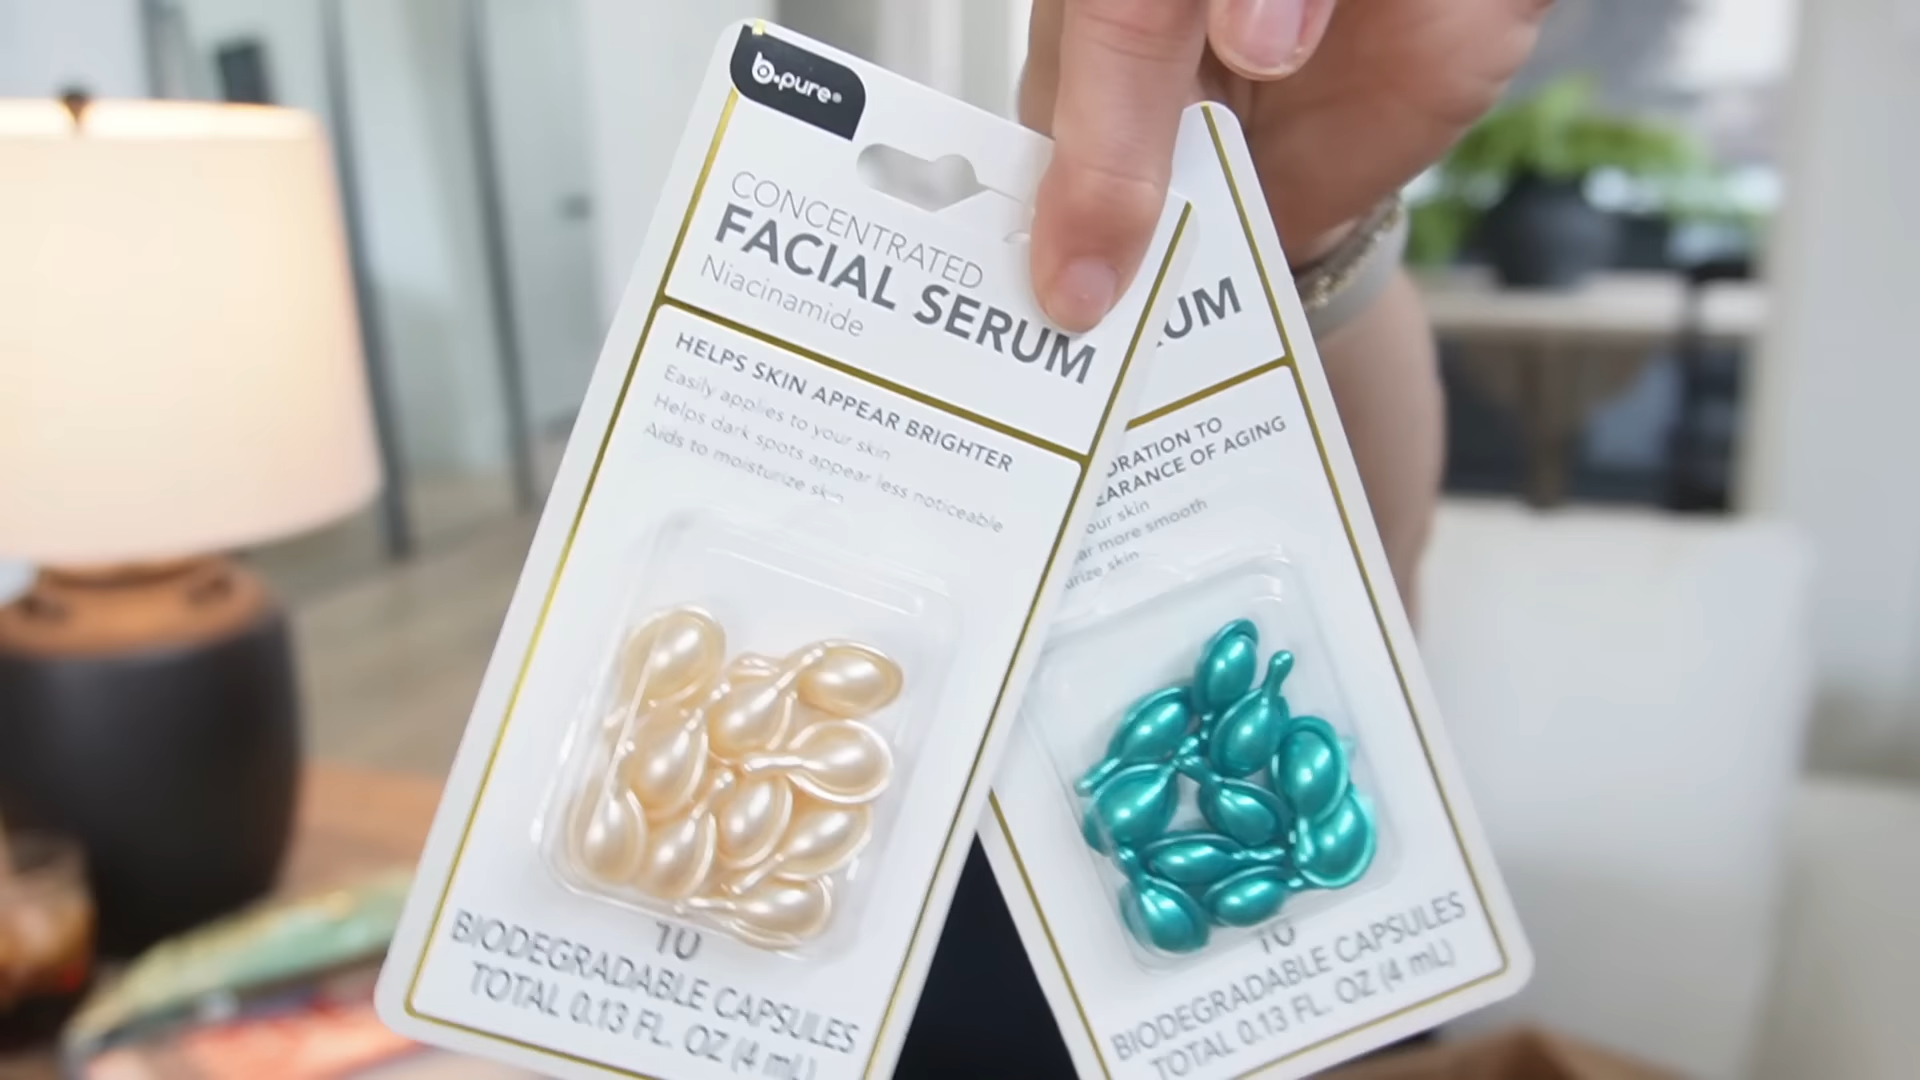 b.pure®
CONCENTRATED
FACIAL SERUM
Niacinamide
HELPS SKIN APPEAR BRIGHTER
Easily applies to your skin
Helps dark spots appear less noticeable
Aids to moisturize skin
10
BIODEGRADABLE CAPSULES
TOTAL 0.13 FL. OZ (4 mL)
UM
ORATION TO
EARANCE OF AGING
our skin
ar more smooth
urize skin
10
BIODEGRADABLE CAPSULES
TOTAL 0.13 FL. OZ (4 mL)